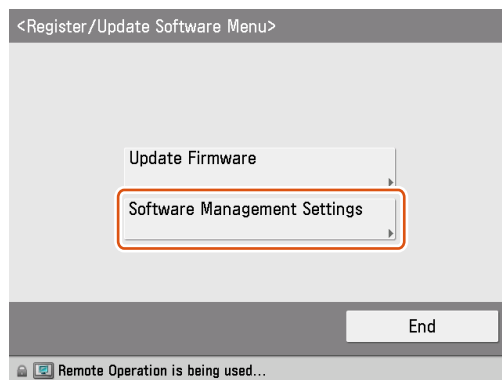 <Register/Update Software Menu>
Update Firmware
Software Management Settings
End
Remote Operation is being used...